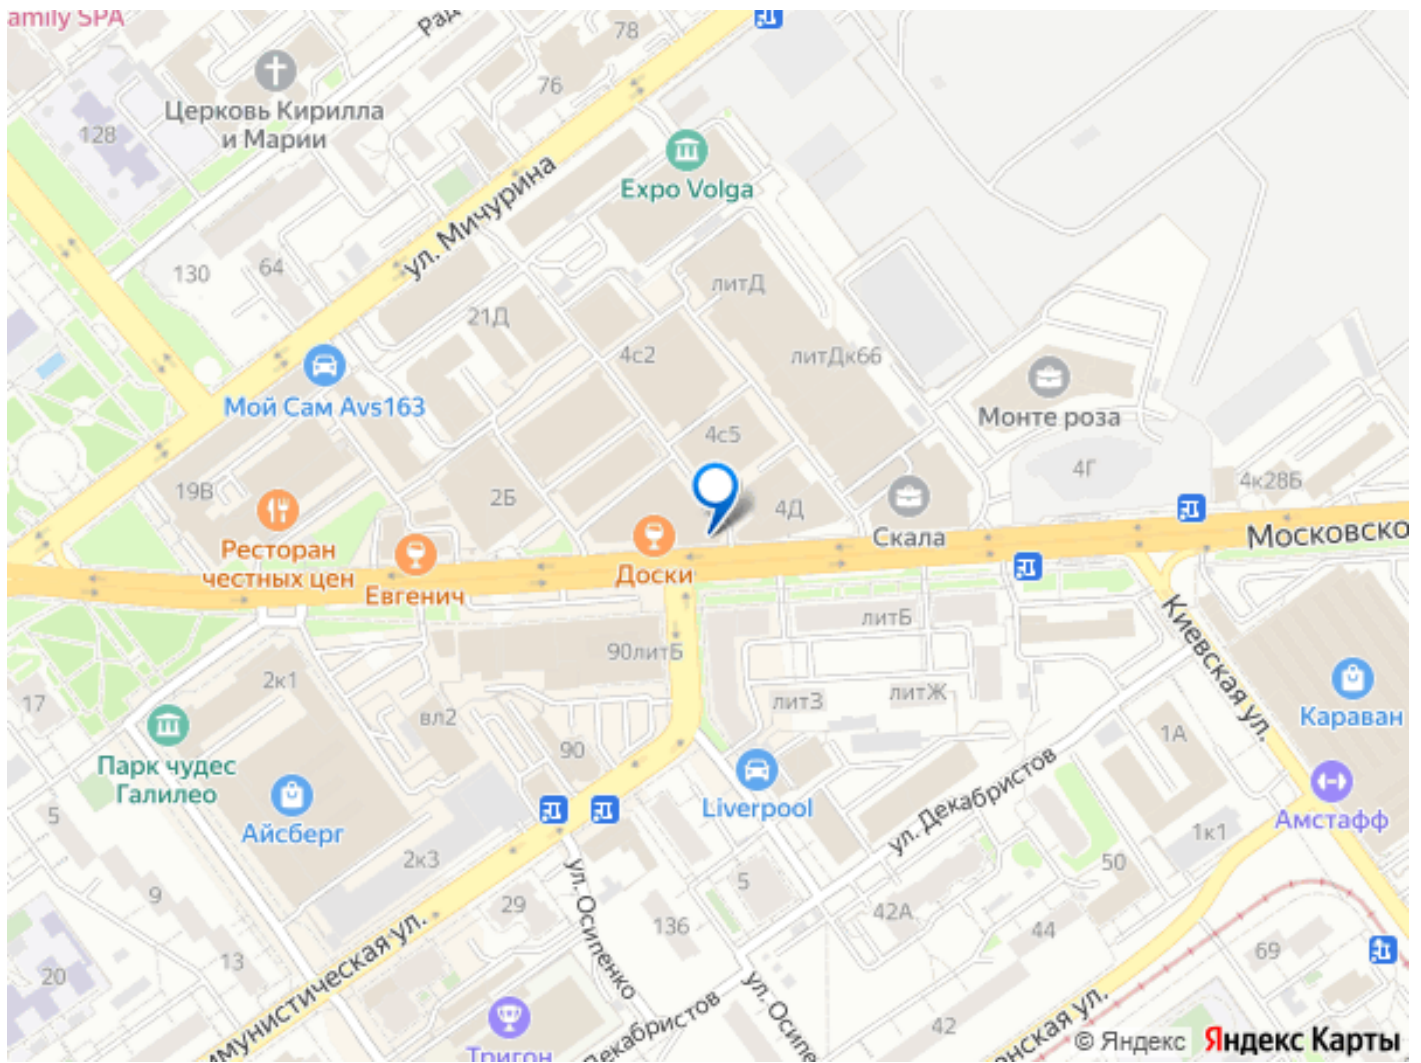 amily SPA
Рад
78
76
Церковь Кирилла
и Марии
128
Expo Volga
ул. Мичурина
130
64
литД
21Д
4с2
литДк66
Мой Сам Avs163
Монте роза
4с5
4Г
19В
2Б
4Д
4к28Б
Скала
Московско
Ресторан
честных цен
Евгенич
Доски
литБ
Киевская ул.
90литБ
2к1
17
вл2
литЗ
литЖ
Караван
90
1А
Парк чудес
Галилео
Айсберг
Liverpool
ул. Декабристов
Амстафф
5
2к3
1к1
50
9
29
5
42А
136
44
69
ул. Осипенко
20
13
ммунистическая ул.
ул. Осипе
Декабристов
42
нская ул.
Тригон
© Яндекс Яндекс Карты